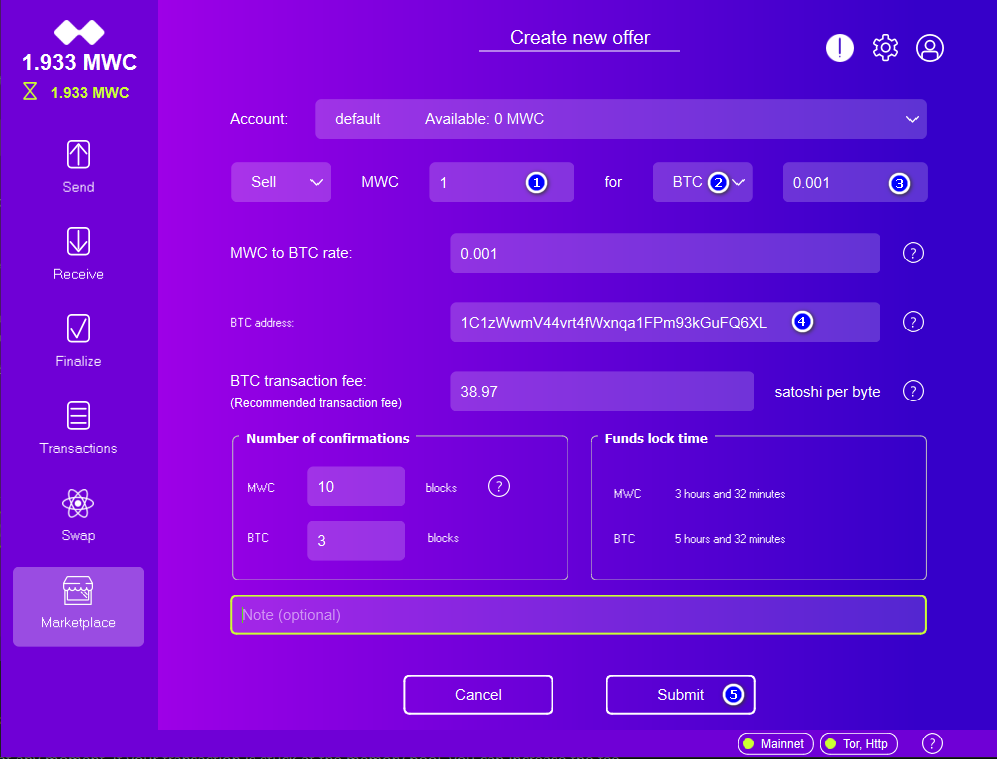 Create new offer
1.933 MWC
1.933 MWC
Send
Receive
Finalize
Transactions
Swap
Marketplace
Account: default Available: 0 MWC
Sell MWC 1 1 for BTC 2 0.001 3
MWC to BTC rate: 0.001 ?
BTC address: 1C1zWwmV44vrt4fWxnqa1FPm93kGuFQ6XL 4 ?
BTC transaction fee: 38.97 satoshi per byte ?
(Recommended transaction fee)
Number of confirmations
MWC 10 blocks ?
BTC 3 blocks
Funds lock time
MWC 3 hours and 32 minutes
BTC 5 hours and 32 minutes
Note (optional)
Cancel Submit 5
Mainnet Tor, Http ?